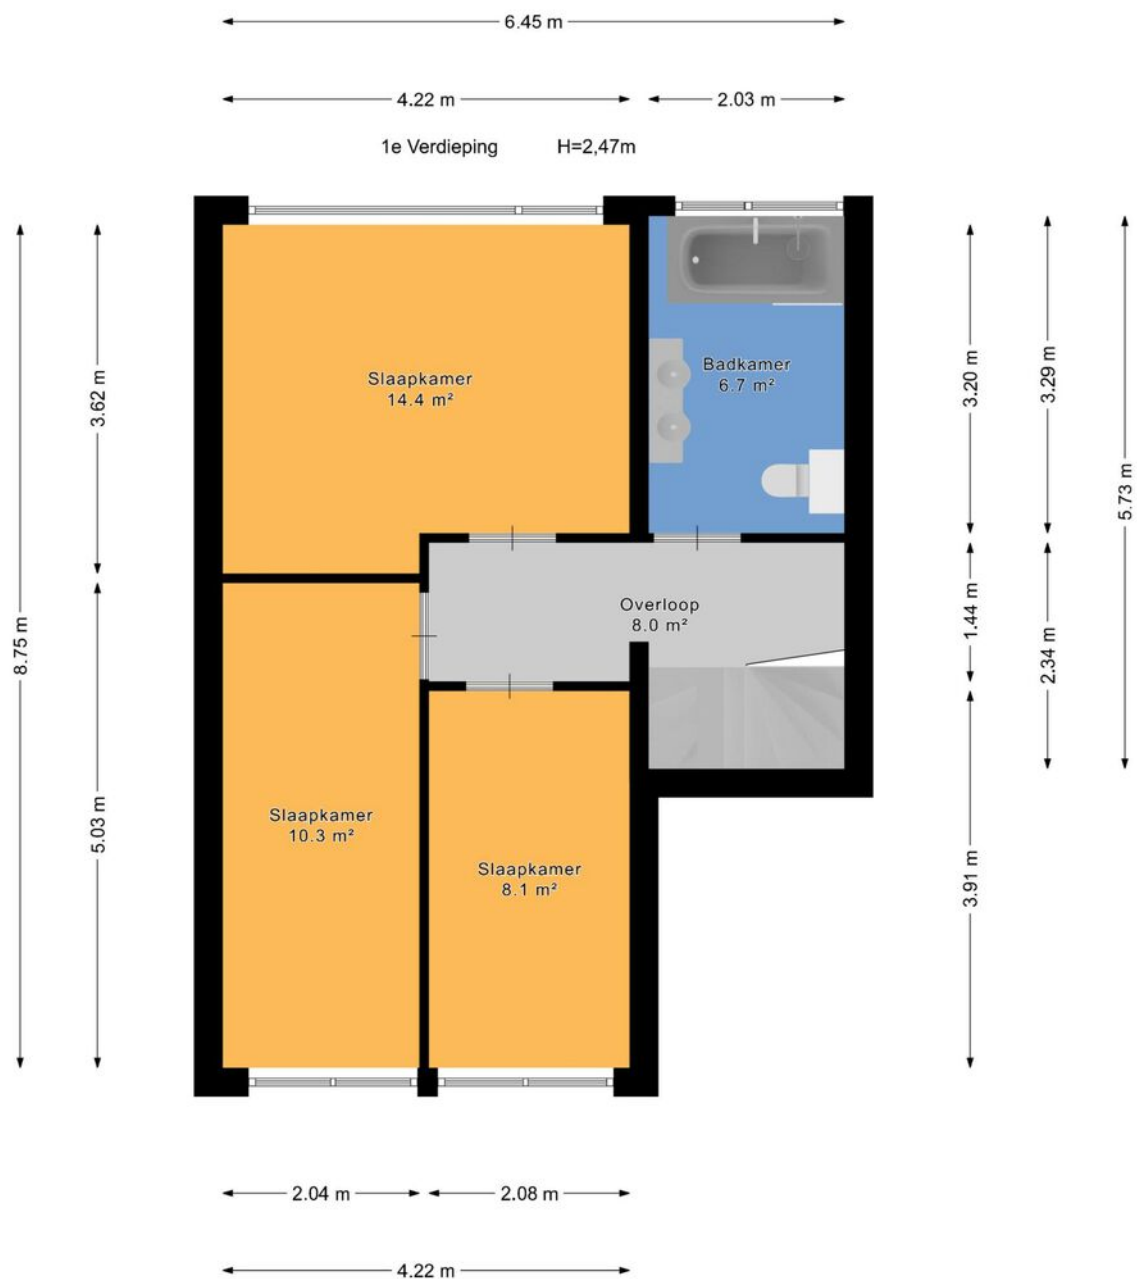 6.45 m
4.22 m
2.03 m
1e Verdieping H=2,47m
Slaapkamer
14.4 m²
Badkamer
6.7 m²
3.62 m
3.20 m
3.29 m
5.73 m
8.75 m
Overloop
8.0 m²
1.44 m
2.34 m
Slaapkamer
10.3 m²
5.03 m
Slaapkamer
8.1 m²
3.91 m
2.04 m
2.08 m
4.22 m